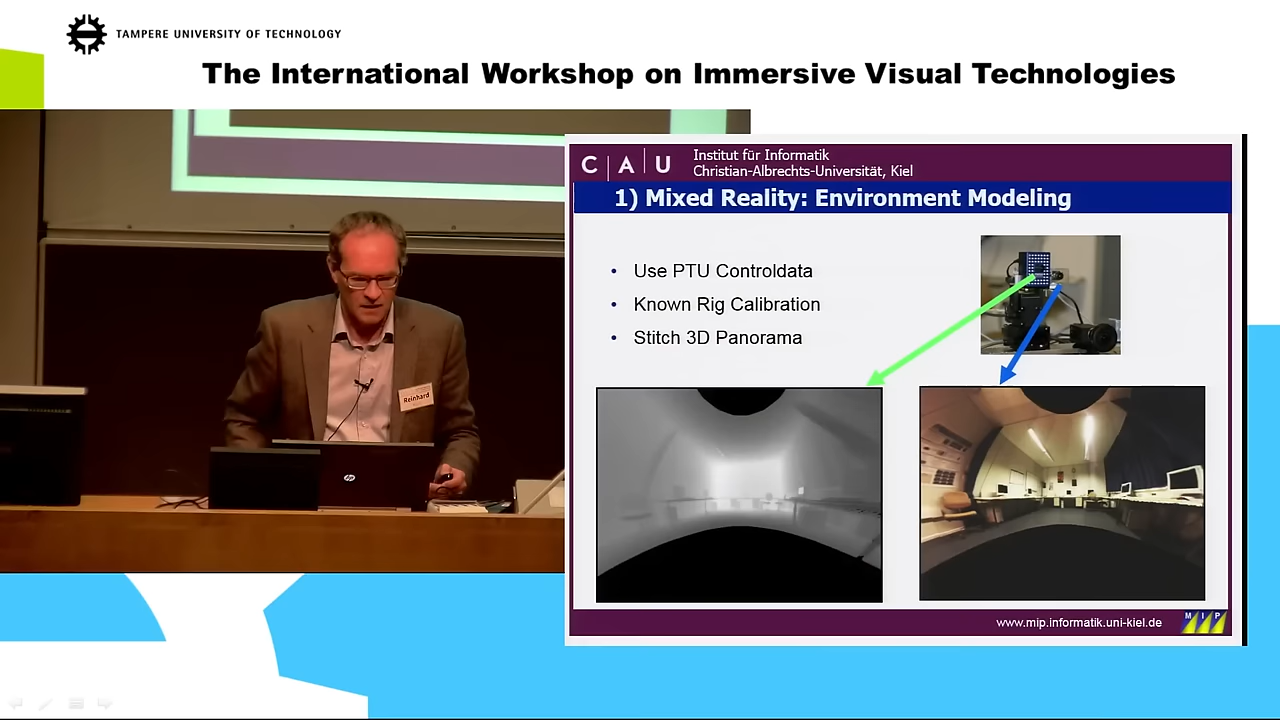 TAMPERE UNIVERSITY OF TECHNOLOGY
The International Workshop on Immersive Visual Technologies
C A U
Institut für Informatik
Christian-Albrechts-Universität, Kiel
1) Mixed Reality: Environment Modeling
• Use PTU Controldata
• Known Rig Calibration
• Stitch 3D Panorama
Reinhard
hp
www.mip.informatik.uni-kiel.de
M I P